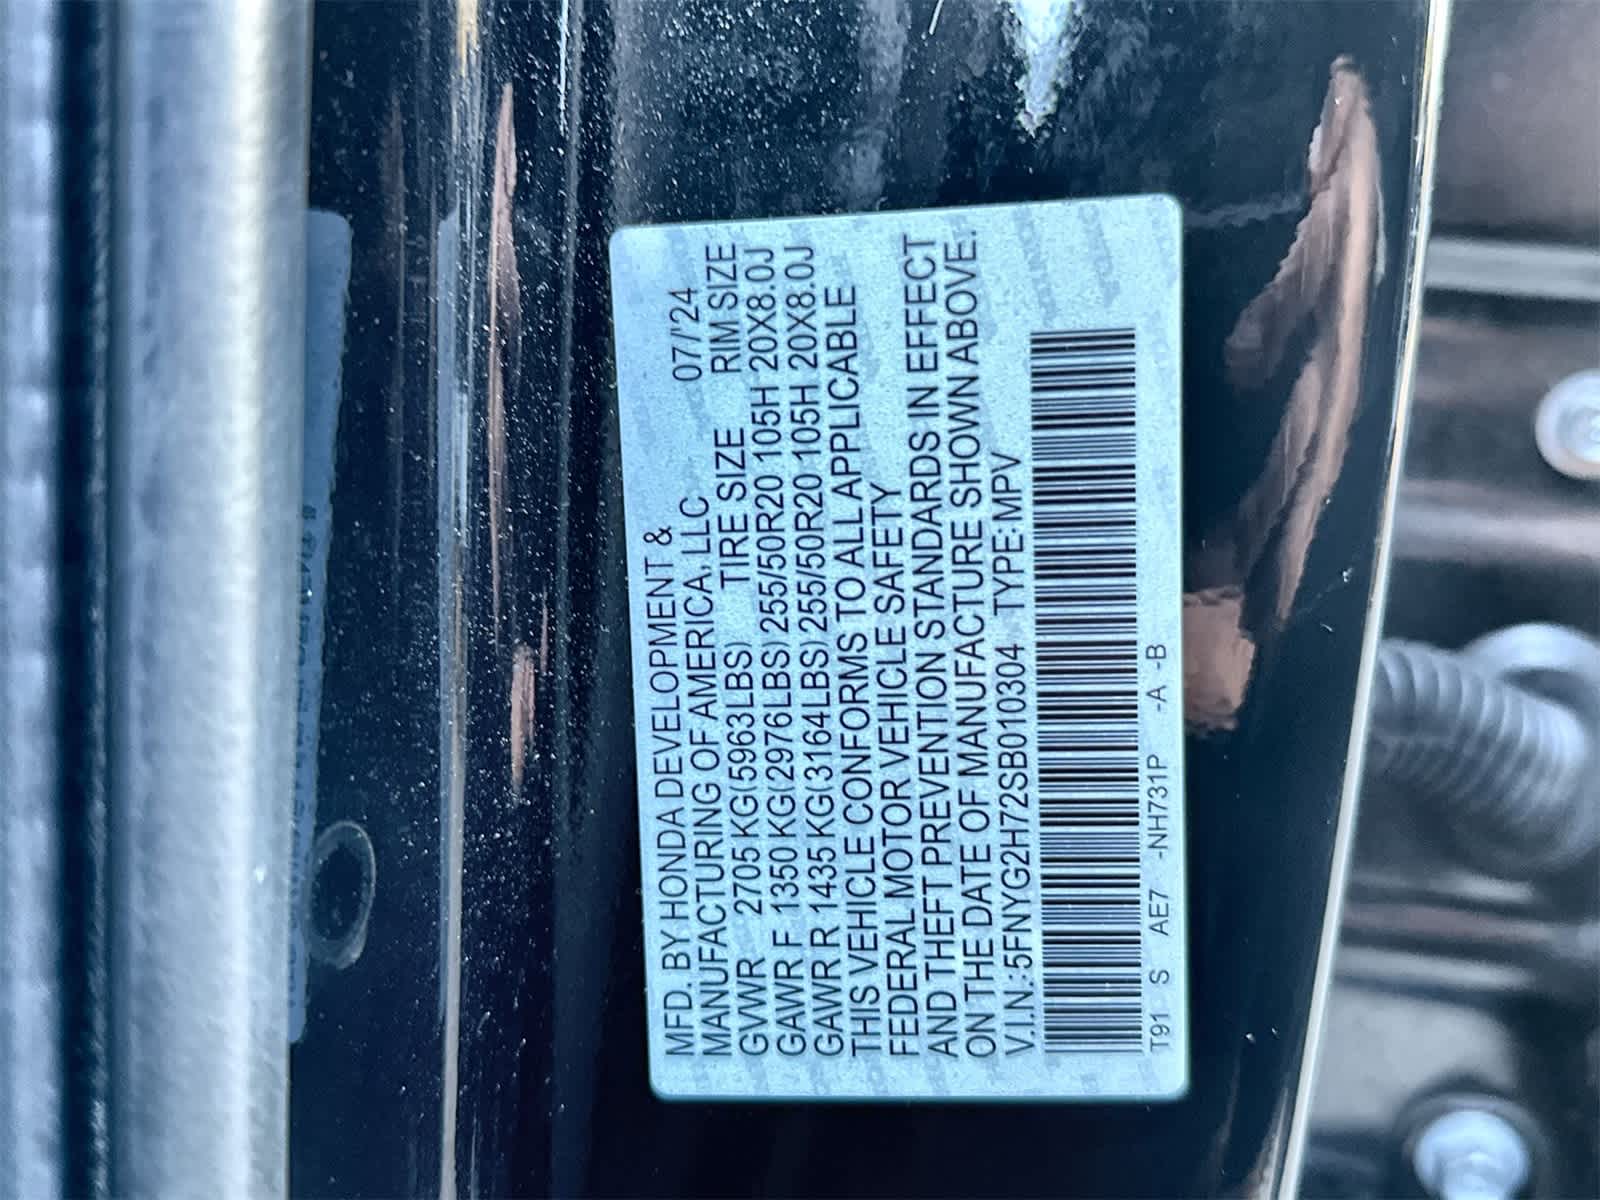 MFD. BY HONDA DEVELOPMENT &
MANUFACTURING OF AMERICA, LLC 07/'24
GVWR 2705 KG(5963LBS) TIRE SIZE RIM SIZE
GAWR F 1350 KG(2976LBS) 255/50R20 105H 20X8.0J
GAWR R 1435 KG(3164LBS) 255/50R20 105H 20X8.0J
THIS VEHICLE CONFORMS TO ALL APPLICABLE
FEDERAL MOTOR VEHICLE SAFETY
AND THEFT PREVENTION STANDARDS IN EFFECT
ON THE DATE OF MANUFACTURE SHOWN ABOVE.
V.I.N.:5FNYG2H72SB010304 TYPE:MPV
T91 S AE7 -NH731P -A -B